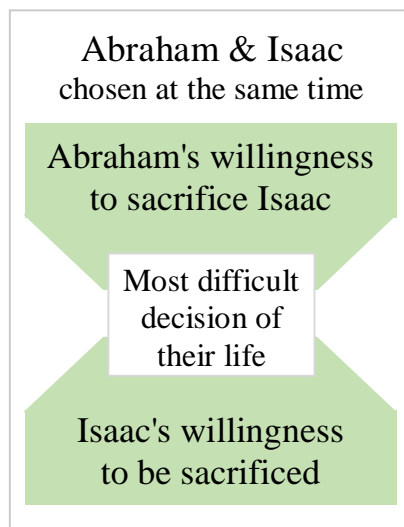 Abraham & Isaac
chosen at the same time
Abraham's willingness
to sacrifice Isaac
Most difficult
decision of
their life
Isaac's willingness
to be sacrificed